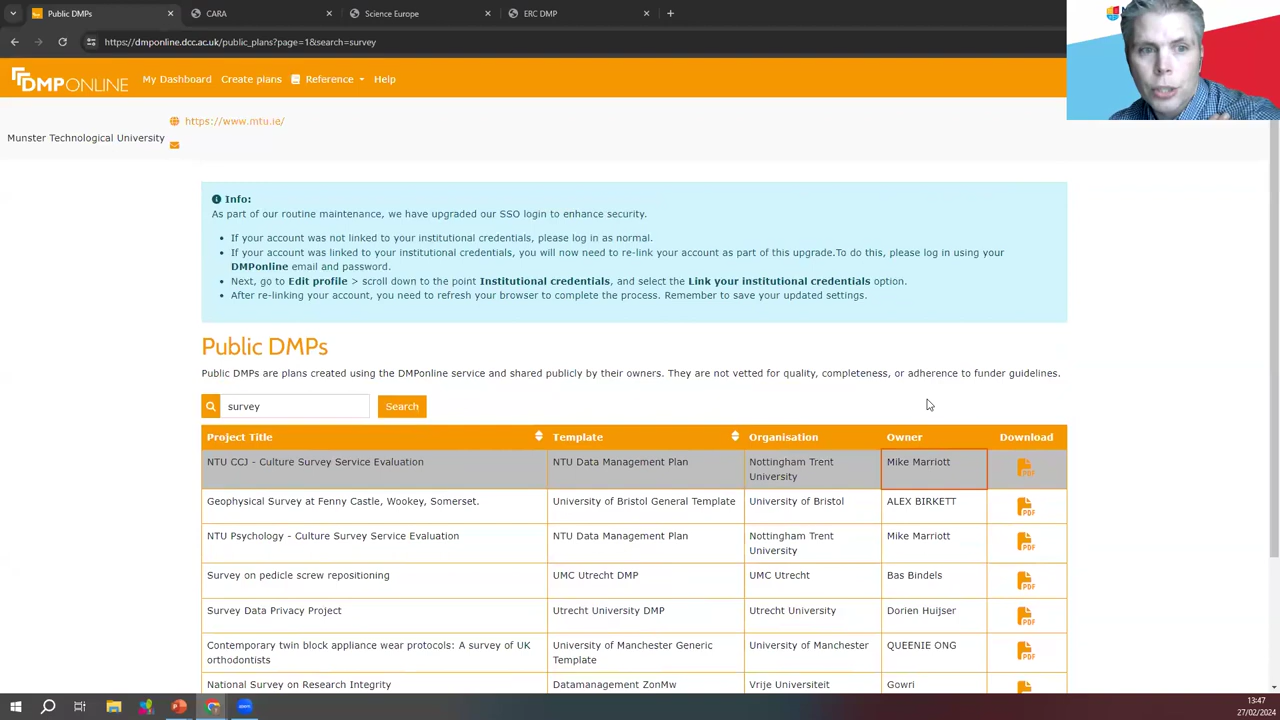 Public DMPs
CARA
Science Europe
ERC DMP
https://dmponline.dcc.ac.uk/public_plans?page=1&search=survey
DMPONLINE
My Dashboard
Create plans
Reference
Help
https://www.mtu.ie/
Munster Technological University
Info:
As part of our routine maintenance, we have upgraded our SSO login to enhance security.
If your account was not linked to your institutional credentials, please log in as normal.
If your account was linked to your institutional credentials, you will now need to re-link your account as part of this upgrade.To do this, please log in using your
DMPonline email and password.
Next, go to Edit profile > scroll down to the point Institutional credentials, and select the Link your institutional credentials option.
After re-linking your account, you need to refresh your browser to complete the process. Remember to save your updated settings.
Public DMPs
Public DMPs are plans created using the DMPonline service and shared publicly by their owners. They are not vetted for quality, completeness, or adherence to funder guidelines.
survey
Search
Project Title
Template
Organisation
Owner
Download
NTU CCJ - Culture Survey Service Evaluation
NTU Data Management Plan
Nottingham Trent
University
Mike Marriott
PDF
Geophysical Survey at Fenny Castle, Wookey, Somerset.
University of Bristol General Template
University of Bristol
ALEX BIRKETT
PDF
NTU Psychology - Culture Survey Service Evaluation
NTU Data Management Plan
Nottingham Trent
University
Mike Marriott
PDF
Survey on pedicle screw repositioning
UMC Utrecht DMP
UMC Utrecht
Bas Bindels
PDF
Survey Data Privacy Project
Utrecht University DMP
Utrecht University
Dorien Huijser
PDF
Contemporary twin block appliance wear protocols: A survey of UK
orthodontists
University of Manchester Generic
Template
University of Manchester
QUEENIE ONG
PDF
National Survey on Research Integrity
Datamanagement ZonMw
Vrije Universiteit
Gowri
13:47
27/02/2024